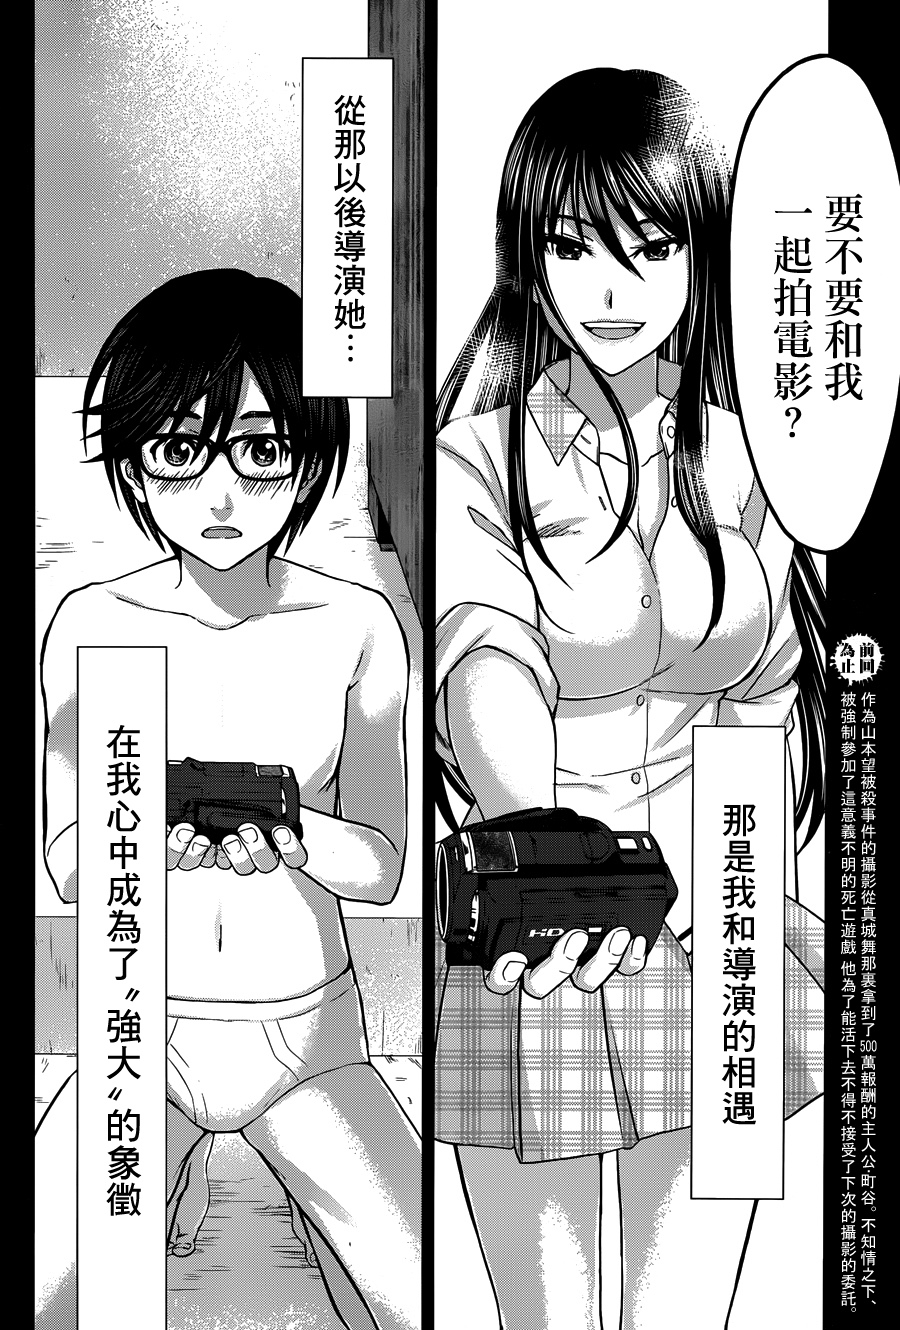 要不要和我
一起拍電影？
前回
為止
作為山本望被殺事件的攝影從真城舞那裏拿到了500萬報酬的主人公·町谷。不知情之下、
被強制參加了這意義不明的死亡遊戲 他為了能活下去不得不接受了下次的攝影的委託。
那是我和導演的相遇
HD
從那以後導演她…
在我心中成為了〝強大〟的象徵